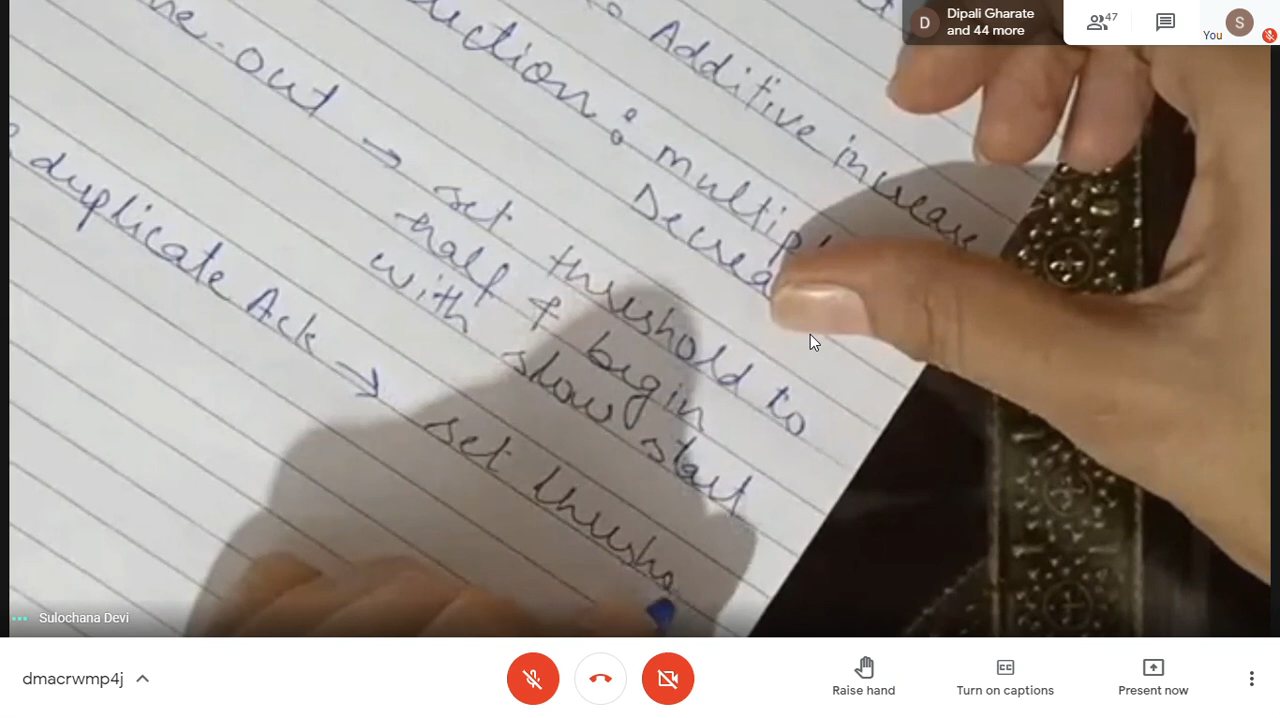 D
Dipali Gharate
and 44 more
47
S
You
Additive increase
ction : multip
Decrea
out → set threshold to
half & begin
with slow start
duplicate Ack → set thresho
Sulochana Devi
dmacrwmp4j
Raise hand
Turn on captions
Present now